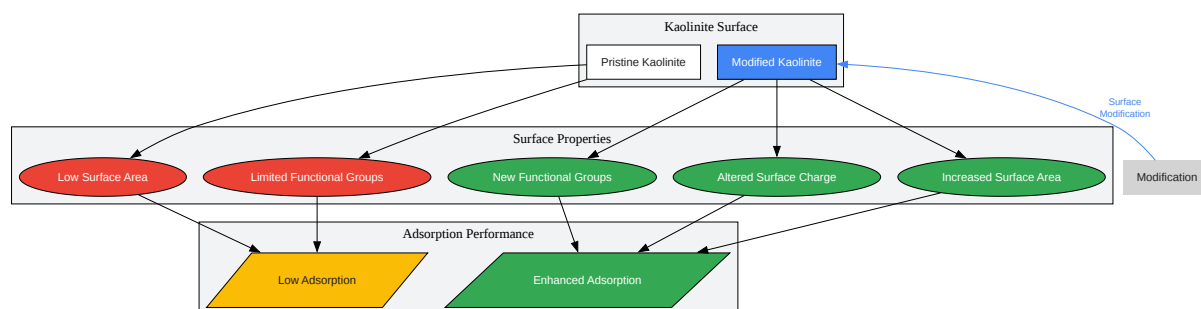 Kaolinite Surface
Pristine Kaolinite
Modified Kaolinite
Surface
Modification
Surface Properties
Low Surface Area
Limited Functional Groups
New Functional Groups
Altered Surface Charge
Increased Surface Area
Modification
Adsorption Performance
Low Adsorption
Enhanced Adsorption